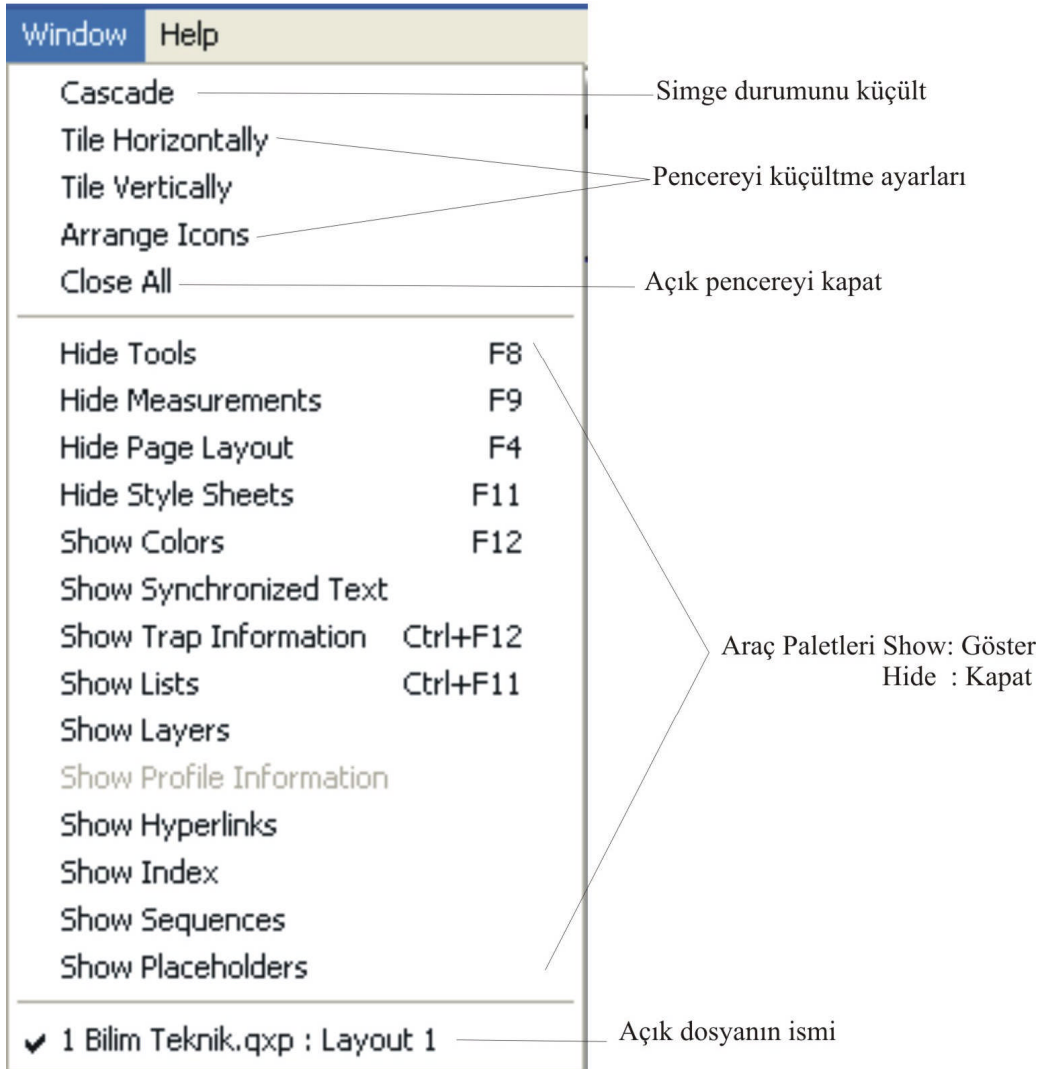 Window Help
Cascade
Tile Horizontally
Tile Vertically
Arrange Icons
Close All
Hide Tools F8
Hide Measurements F9
Hide Page Layout F4
Hide Style Sheets F11
Show Colors F12
Show Synchronized Text
Show Trap Information Ctrl+F12
Show Lists Ctrl+F11
Show Layers
Show Profile Information
Show Hyperlinks
Show Index
Show Sequences
Show Placeholders
✔ 1 Bilim Teknik.qxp : Layout 1
Simge durumunu küçült
Pencereyi küçültme ayarları
Açık pencereyi kapat
Araç Paletleri Show: Göster
Hide : Kapat
Açık dosyanın ismi